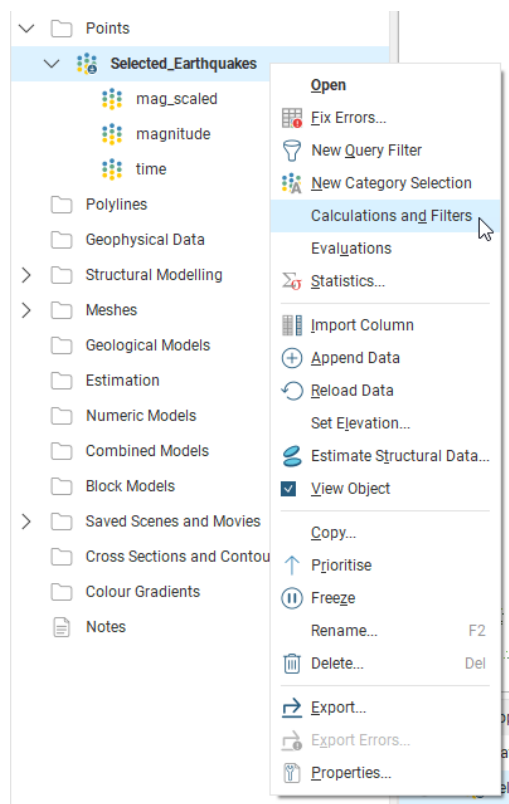 Points
Selected_Earthquakes
mag_scaled
magnitude
time
Polylines
Geophysical Data
Structural Modelling
Meshes
Geological Models
Estimation
Numeric Models
Combined Models
Block Models
Saved Scenes and Movies
Cross Sections and Contou
Colour Gradients
Notes
Open
Fix Errors...
New Query Filter
New Category Selection
Calculations and Filters
Evaluations
Statistics...
Import Column
Append Data
Reload Data
Set Elevation...
Estimate Structural Data...
View Object
Copy...
Prioritise
Freeze
Rename... F2
Delete... Del
Export...
Export Errors...
Properties...